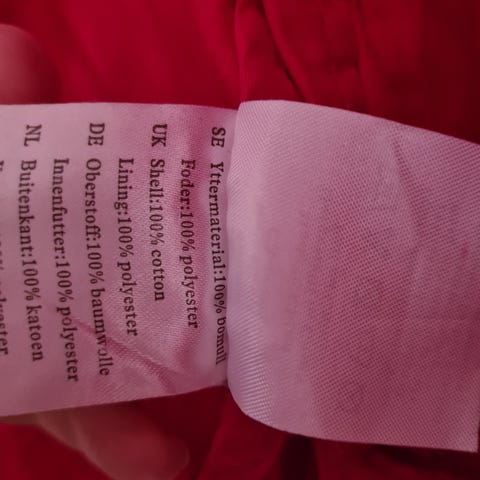 SE Yttermaterial:100% bomull
Foder:100% polyester
UK Shell:100% cotton
Lining:100% polyester
DE Oberstoff:100% baumwolle
Innenfutter:100% polyester
NL Buitenkant:100% katoen
polyester